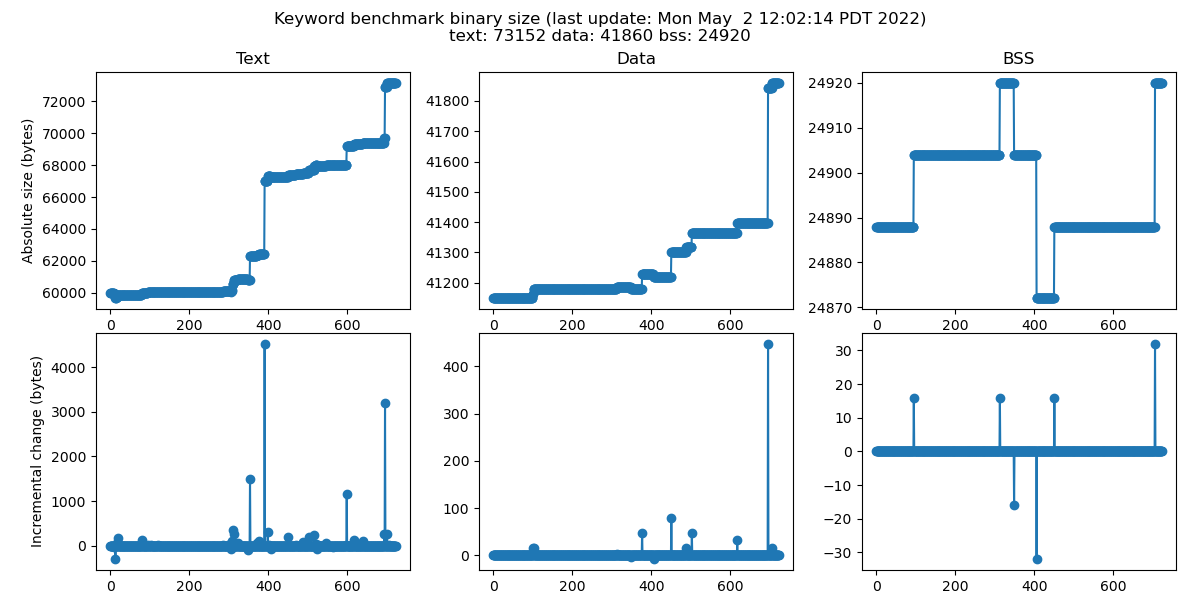 Keyword benchmark binary size (last update: Mon May  2 12:02:14 PDT 2022)
text: 73152 data: 41860 bss: 24920
Text
Data
BSS
Absolute size (bytes)
72000
70000
68000
66000
64000
62000
60000
0 200 400 600
41800
41700
41600
41500
41400
41300
41200
0 200 400 600
24920
24910
24900
24890
24880
24870
0 200 400 600
Incremental change (bytes)
4000
3000
2000
1000
0
0 200 400 600
400
300
200
100
0
0 200 400 600
30
20
10
0
−10
−20
−30
0 200 400 600